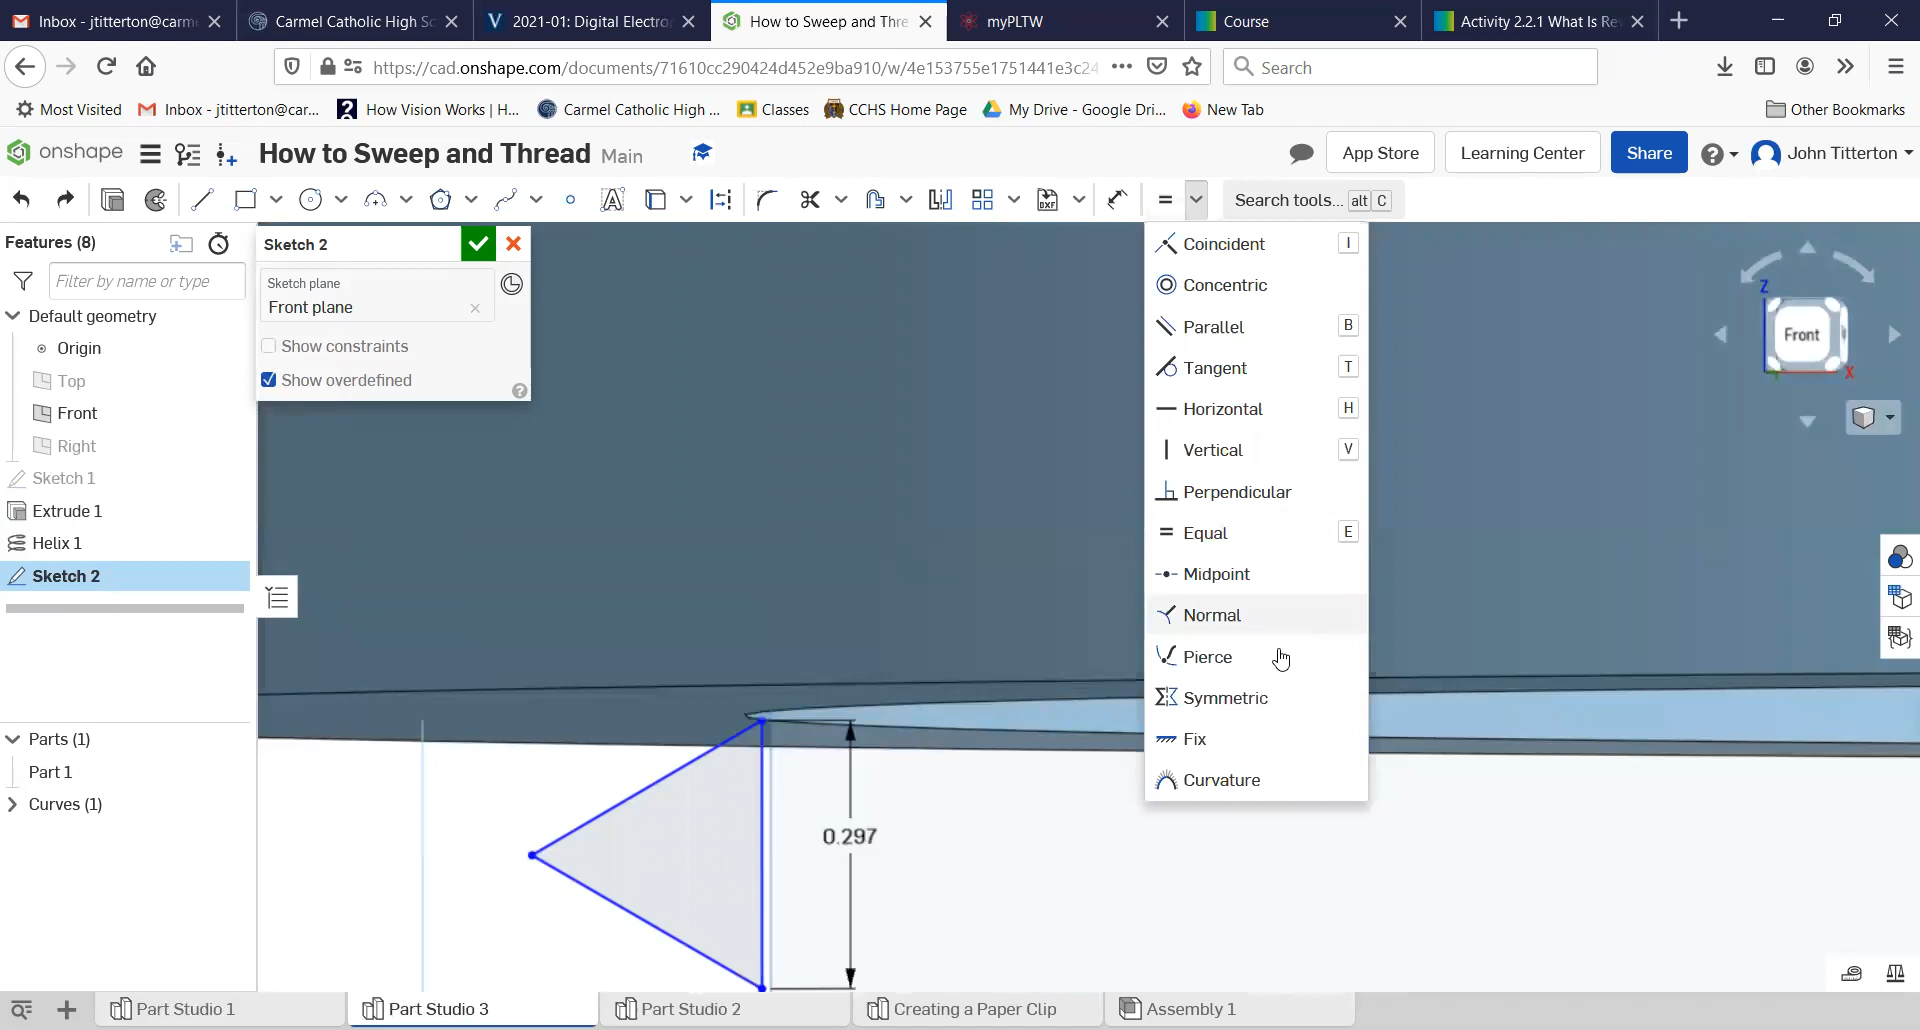 Inbox - jtitterton@carme
Carmel Catholic High Sc
2021-01: Digital Electron
How to Sweep and Thre
myPLTW
Course
Activity 2.2.1 What Is Re
https://cad.onshape.com/documents/71610cc290424d452e9ba910/w/4e153755e1751441e3c24
Search
Most Visited
Inbox - jtitterton@car...
How Vision Works | H...
Carmel Catholic High ...
Classes
CCHS Home Page
My Drive - Google Dri...
New Tab
Other Bookmarks
onshape
How to Sweep and Thread Main
App Store
Learning Center
Share
John Titterton
Search tools... alt C
Features (8)
Filter by name or type
Default geometry
Origin
Top
Front
Right
Sketch 1
Extrude 1
Helix 1
Sketch 2
Parts (1)
Part 1
Curves (1)
Sketch 2
Sketch plane
Front plane
Show constraints
Show overdefined
Coincident I
Concentric
Parallel B
Tangent T
Horizontal H
Vertical V
Perpendicular
Equal E
Midpoint
Normal
Pierce
Symmetric
Fix
Curvature
Z
Front
X
0.297
Part Studio 1
Part Studio 3
Part Studio 2
Creating a Paper Clip
Assembly 1